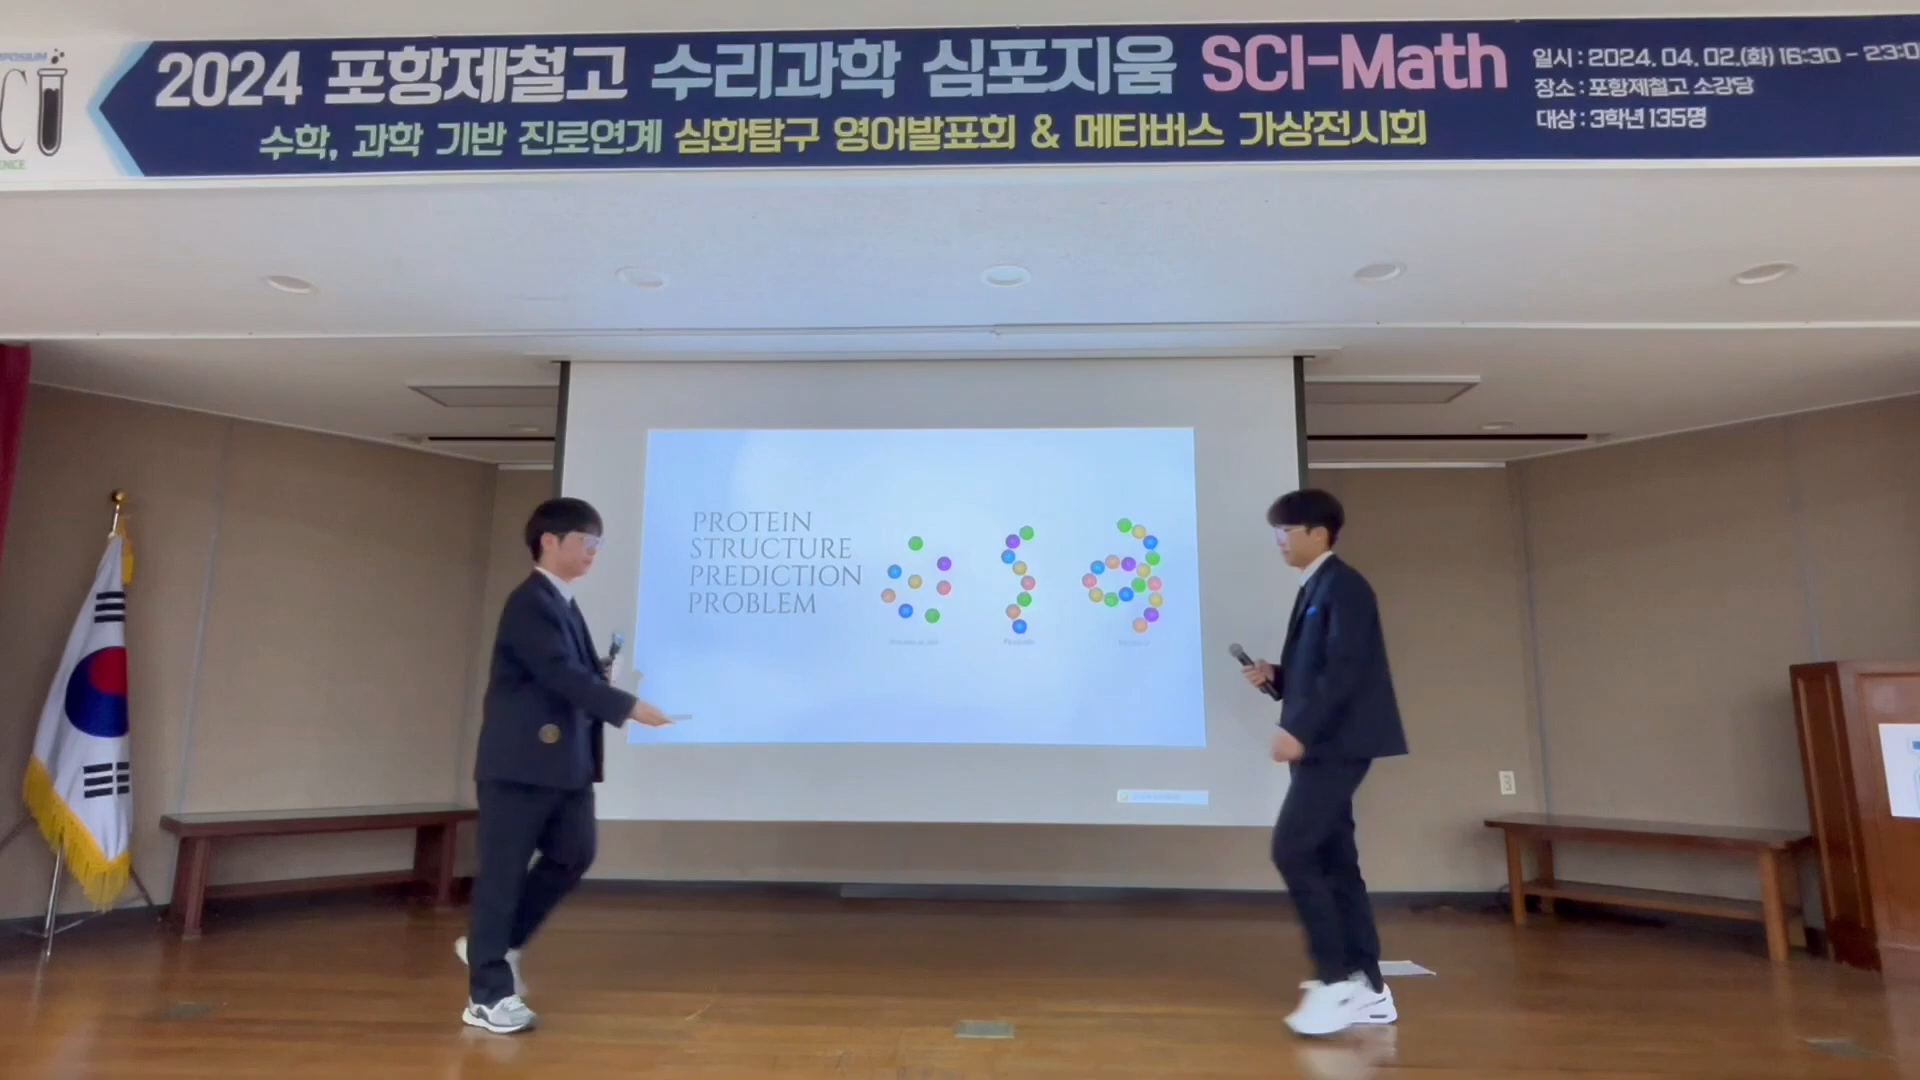 2024 포항제철고 수리과학 심포지움 SCI-Math
수학, 과학 기반 진로연계 심화탐구 영어발표회 & 메타버스 가상전시회
일시 : 2024. 04. 02.(화) 16:30 - 23:0
장소 : 포항제철고 소강당
대상 : 3학년 135명
PROTEIN
STRUCTURE
PREDICTION
PROBLEM